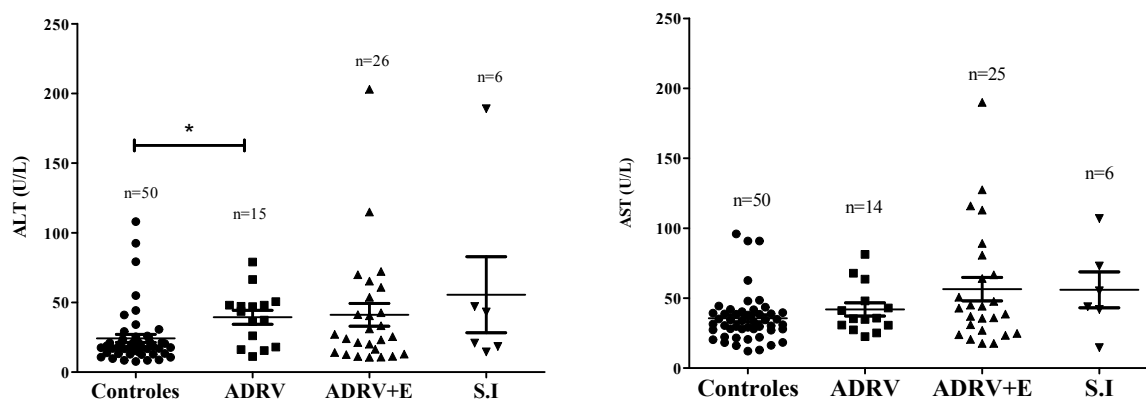 250
200
150
100
50
0
ALT (U/L)
n=50
*
n=15
n=26
n=6
Controles ADRV ADRV+E S.I
250
200
150
100
50
0
AST (U/L)
n=50
n=14
n=25
n=6
Controles ADRV ADRV+E S.I